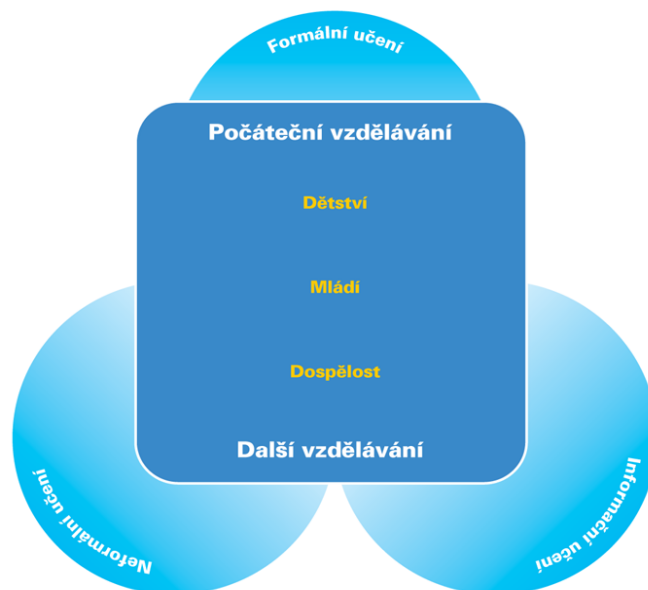 Formální učení
Počáteční vzdělávání
Dětství
Mládí
Dospělost
Další vzdělávání
Neformální učení
Informační učení